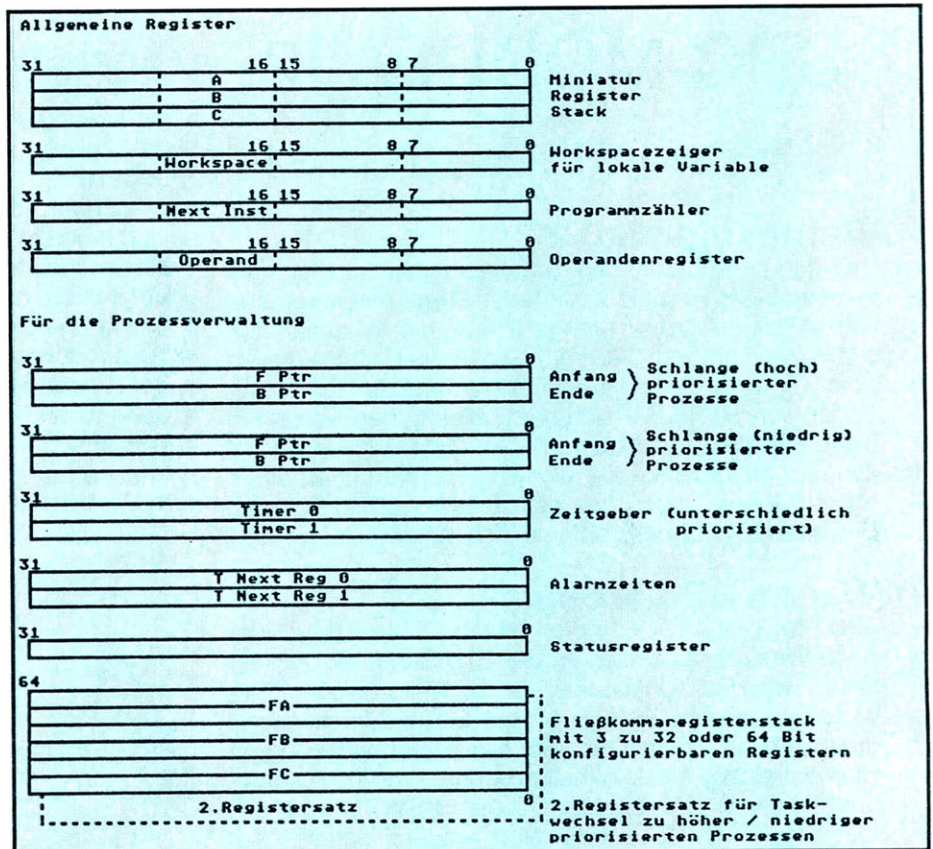 Allgemeine Register
31 16 15 8 7 0
A
B
C
Miniatur
Register
Stack
31 16 15 8 7 0
Workspace
Workspacezeiger
für lokale Variable
31 16 15 8 7 0
Next Inst
Programmzähler
31 16 15 8 7 0
Operand
Operandenregister
Für die Prozessverwaltung
31 0
F Ptr
B Ptr
Anfang
Ende
Schlange (hoch)
priorisierter
Prozesse
31 0
F Ptr
B Ptr
Anfang
Ende
Schlange (niedrig)
priorisierter
Prozesse
31 0
Timer 0
Timer 1
Zeitgeber (unterschiedlich
priorisiert)
31 0
T Next Reg 0
T Next Reg 1
Alarmzeiten
31 0
Statusregister
64
FA
FB
FC
0
Fließkommaregisterstack
mit 3 zu 32 oder 64 Bit
konfigurierbaren Registern
2.Registersatz
2.Registersatz für Task-
wechsel zu höher / niedriger
priorisierten Prozessen